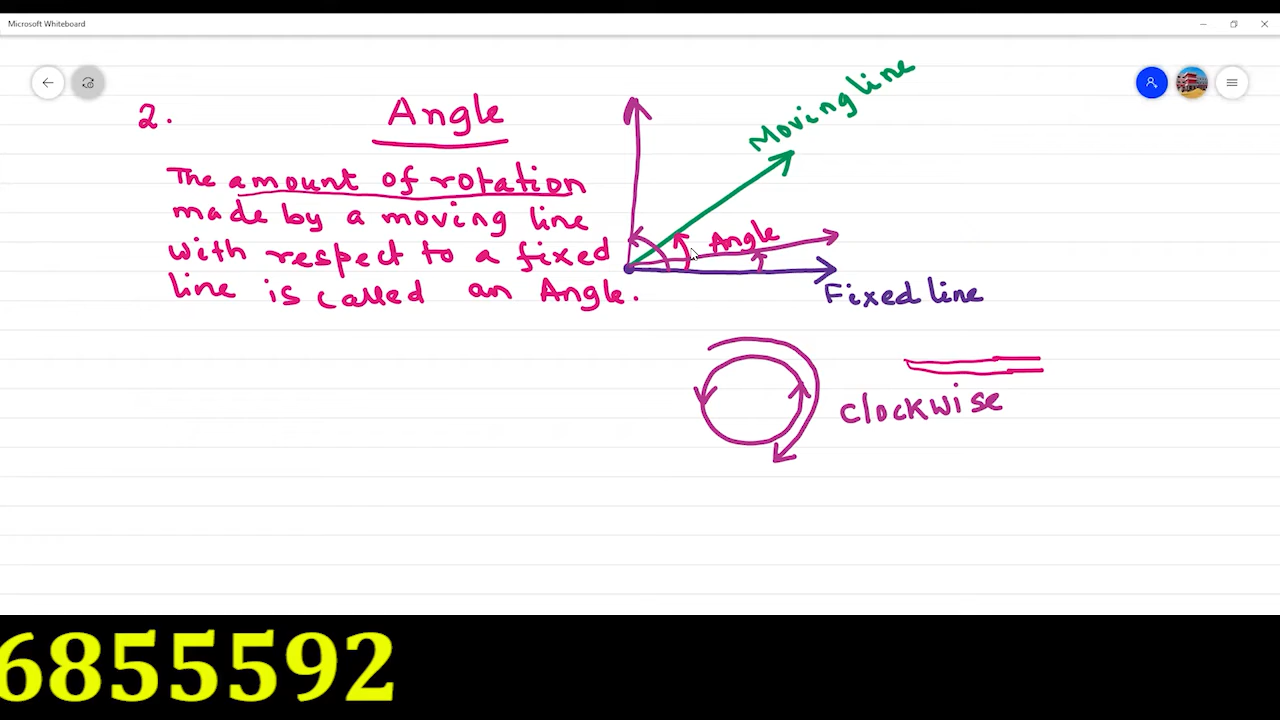 Microsoft Whiteboard
2. Angle
The amount of rotation
made by a moving line
with respect to a fixed
line is called an Angle.
Moving line
Angle
Fixed line
clockwise
6855592